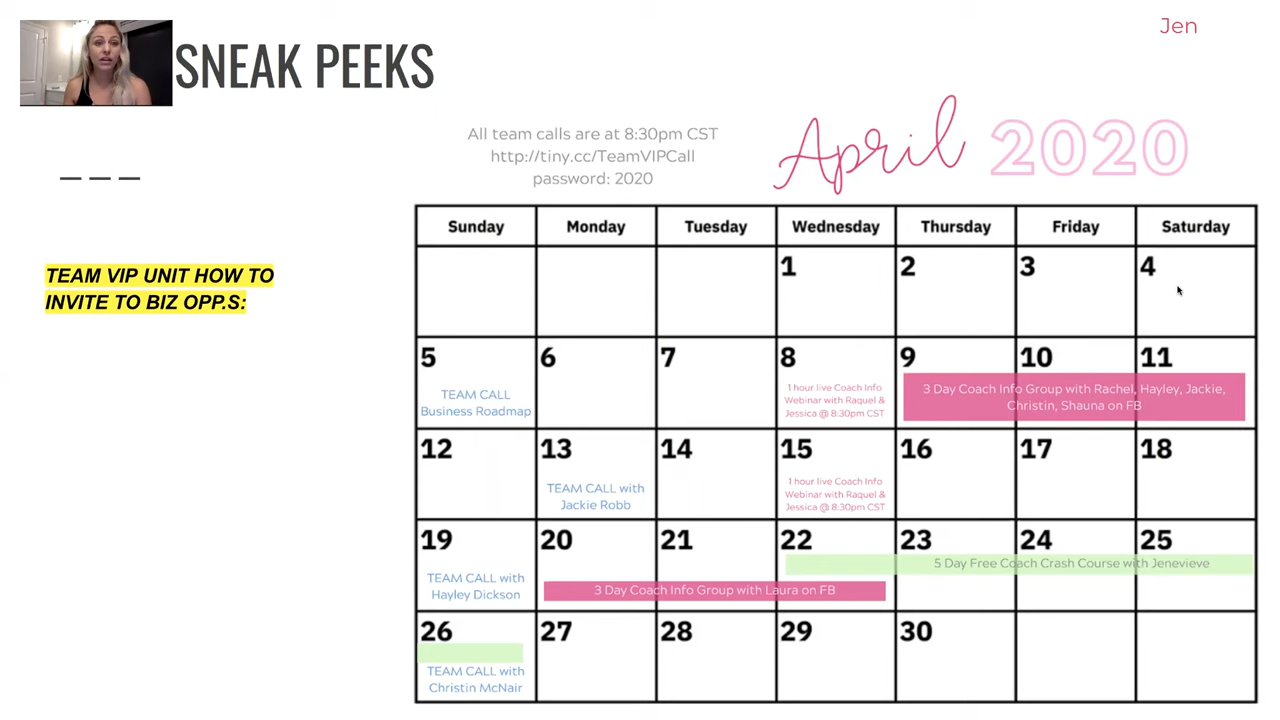 Jen
SNEAK PEEKS
All team calls are at 8:30pm CST
http://tiny.cc/TeamVIPCall
password: 2020
April 2020
TEAM VIP UNIT HOW TO
INVITE TO BIZ OPP.S:
Sunday Monday Tuesday Wednesday Thursday Friday Saturday
1 2 3 4
5 6 7 8 9 10 11
TEAM CALL
Business Roadmap
1 hour live Coach Info
Webinar with Raquel &
Jessica @ 8:30pm CST
3 Day Coach Info Group with Rachel, Hayley, Jackie,
Christin, Shauna on FB
12 13 14 15 16 17 18
TEAM CALL with
Jackie Robb
1 hour live Coach Info
Webinar with Raquel &
Jessica @ 8:30pm CST
19 20 21 22 23 24 25
TEAM CALL with
Hayley Dickson
3 Day Coach Info Group with Laura on FB
5 Day Free Coach Crash Course with Jenevieve
26 27 28 29 30
TEAM CALL with
Christin McNair